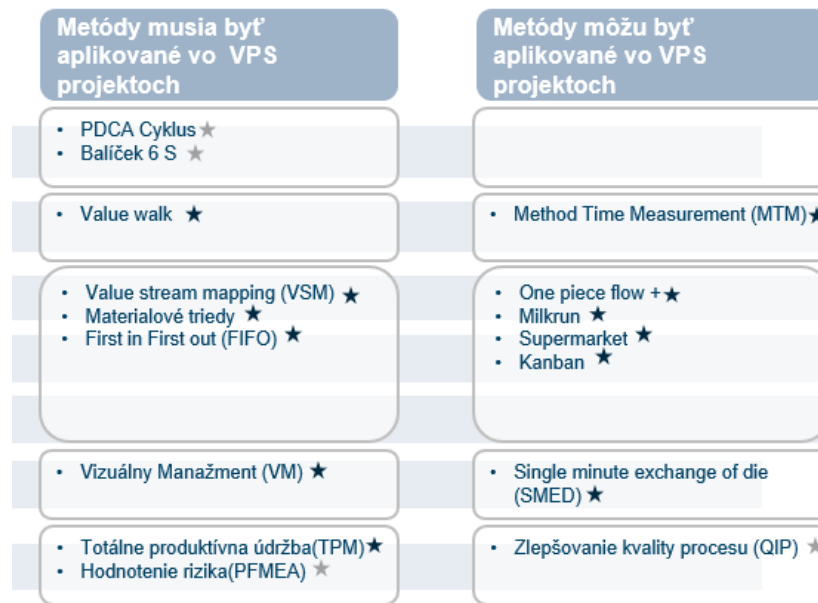 Metódy musia byť
aplikované vo VPS
projektoch
Metódy môžu byť
aplikované vo VPS
projektoch
• PDCA Cyklus
• Balíček 6 S
• Value walk
• Method Time Measurement (MTM)
• Value stream mapping (VSM)
• Materialové triedy
• First in First out (FIFO)
• One piece flow +
• Milkrun
• Supermarket
• Kanban
• Vizuálny Manažment (VM)
• Single minute exchange of die
(SMED)
• Totálne produktívna údržba(TPM)
• Hodnotenie rizika(PFMEA)
• Zlepšovanie kvality procesu (QIP)